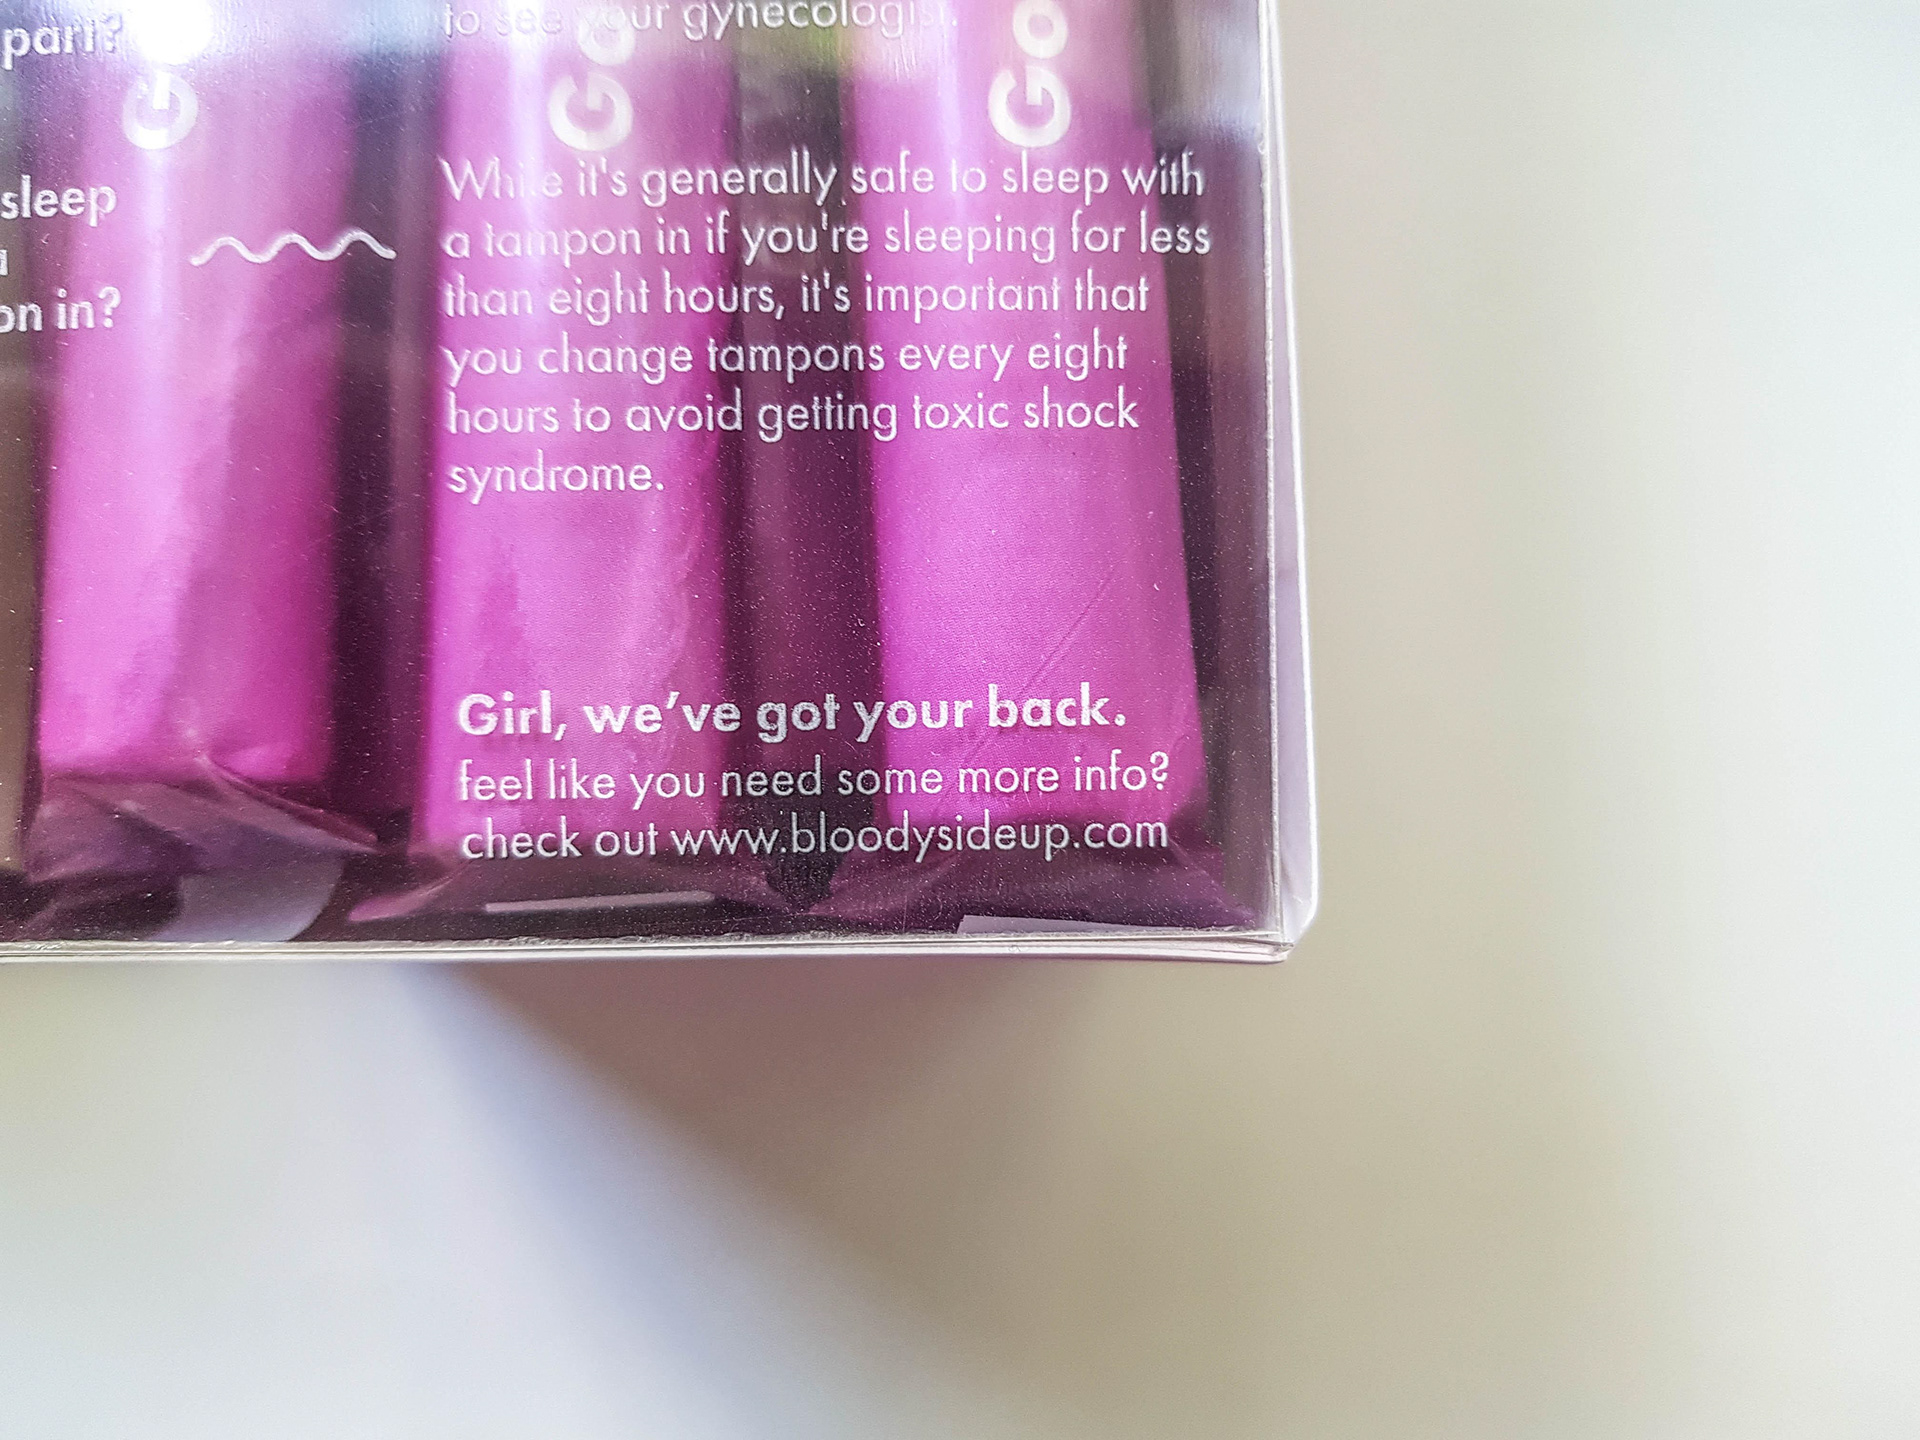 part?
to see your gynecologist.
Go
Go
G
sleep
on in?
While it's generally safe to sleep with
a tampon in if you're sleeping for less
than eight hours, it's important that
you change tampons every eight
hours to avoid getting toxic shock
syndrome.
Girl, we've got your back.
feel like you need some more info?
check out www.bloodysideup.com